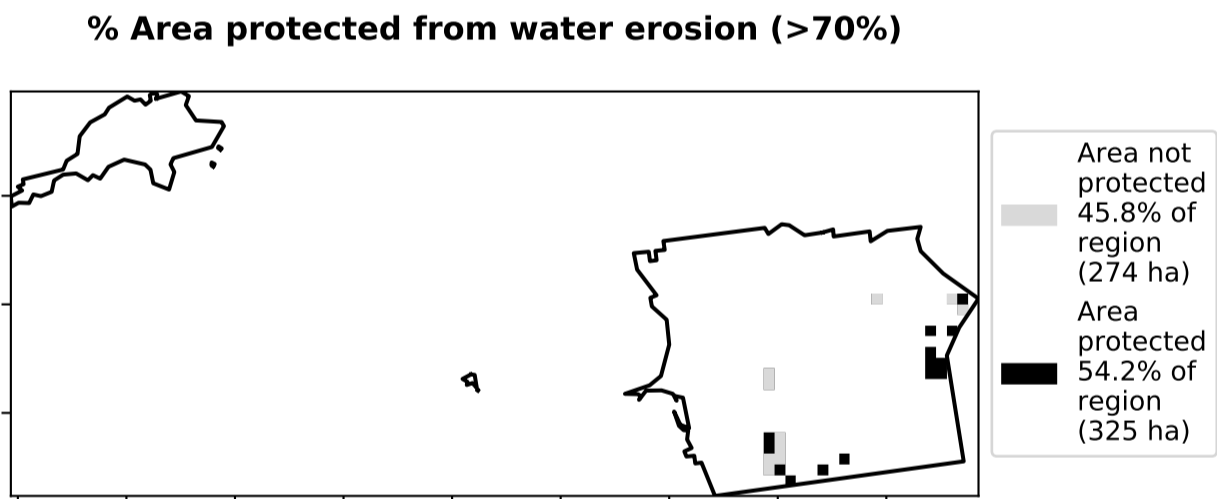 % Area protected from water erosion (>70%)
Area not
protected
45.8% of
region
(274 ha)
Area
protected
54.2% of
region
(325 ha)